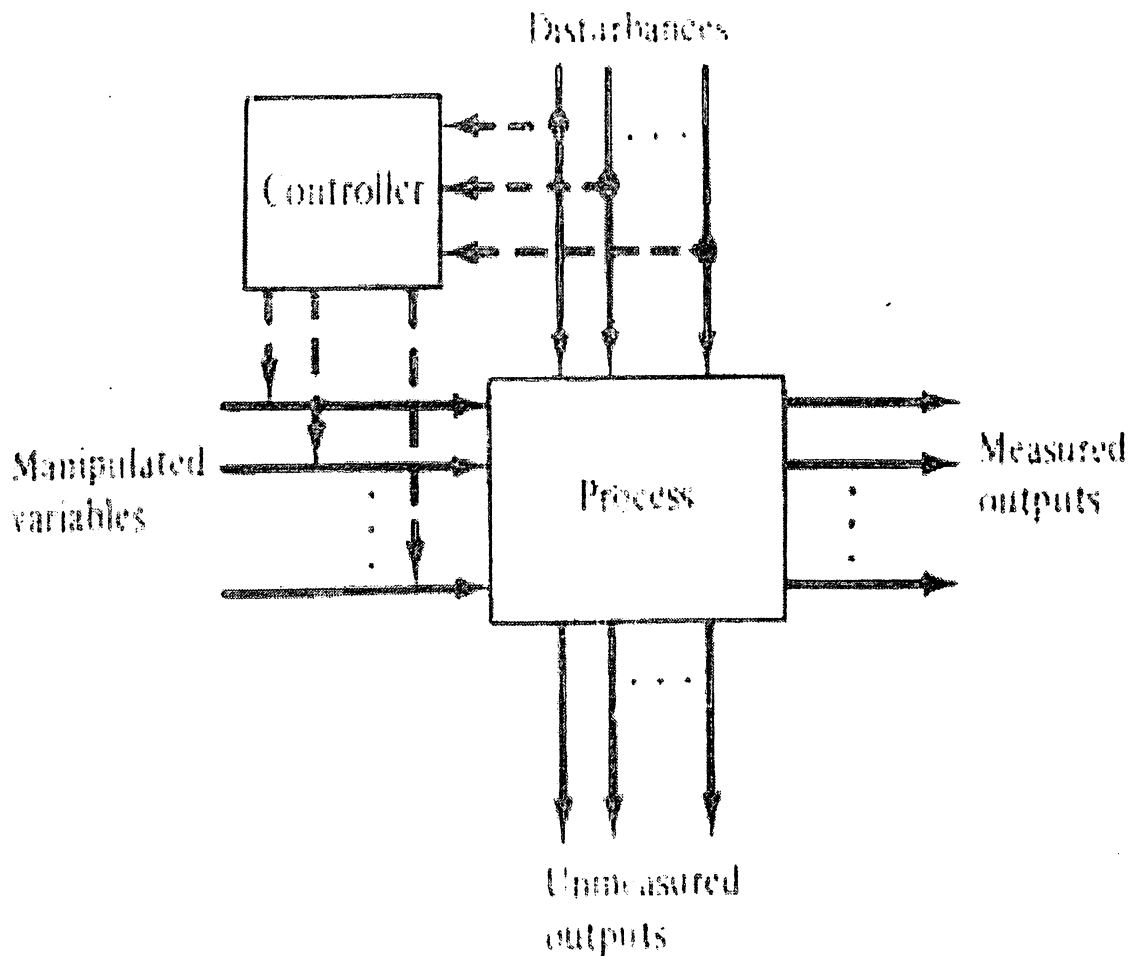 Disturbances
Controller
Manipulated
variables
Process
Measured
outputs
Unmeasured
outputs